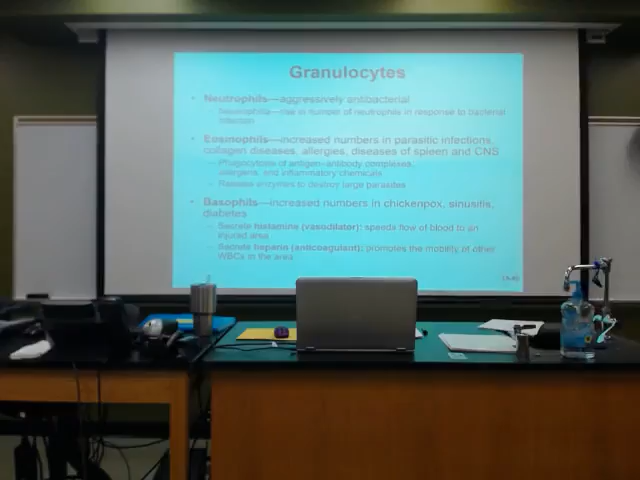 Granulocytes
• Neutrophils—aggressively antibacterial
– Neutrophilia—rise in number of neutrophils in response to bacterial
infection
• Eosinophils—increased numbers in parasitic infections,
collagen diseases, allergies, diseases of spleen and CNS
– Phagocytosis of antigen–antibody complexes,
allergens, and inflammatory chemicals
– Release enzymes to destroy large parasites
• Basophils—increased numbers in chickenpox, sinusitis,
diabetes
– Secrete histamine (vasodilator): speeds flow of blood to an
injured area
– Secrete heparin (anticoagulant): promotes the mobility of other
WBCs in the area